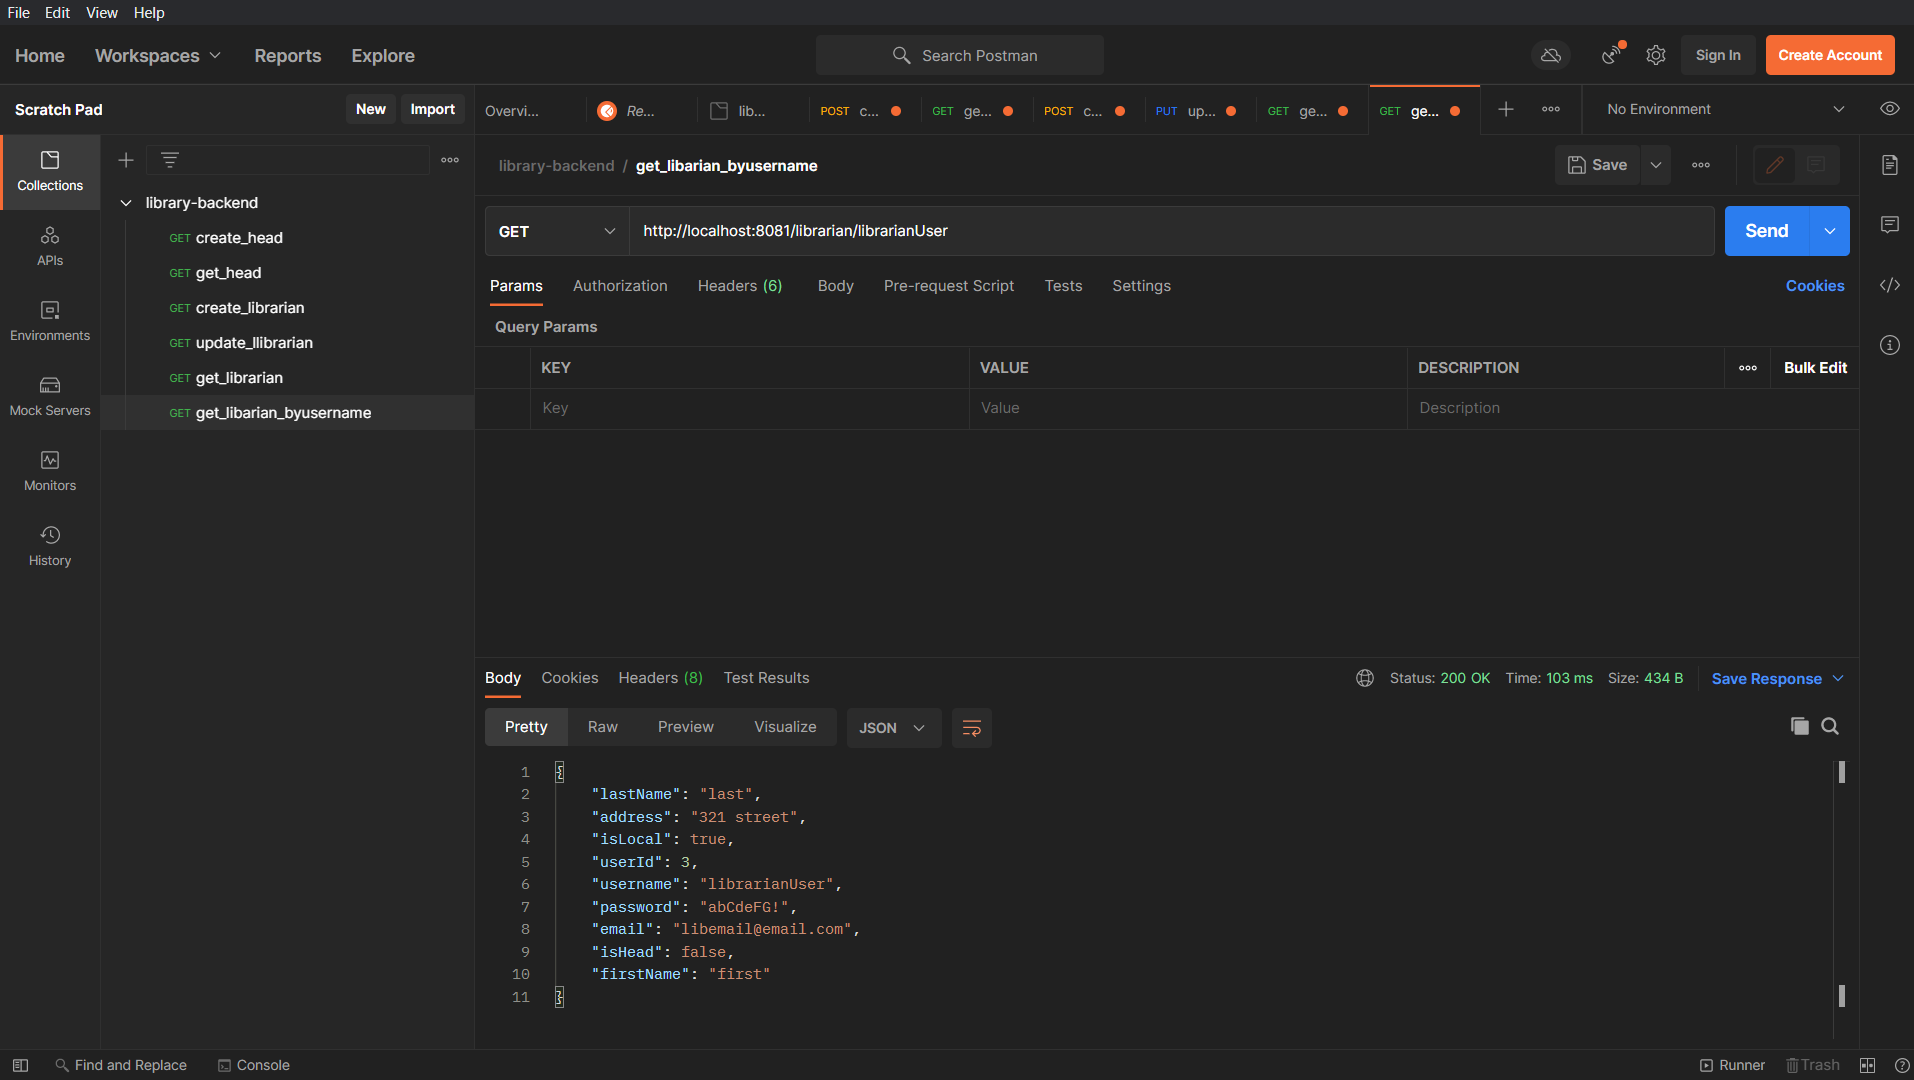 File Edit View Help
Home Workspaces Reports Explore Search Postman Sign In Create Account
Scratch Pad New Import Overvi... Re... lib... POST c... GET ge... POST c... PUT up... GET ge... GET ge... No Environment
Collections
APIs
Environments
Mock Servers
Monitors
History
library-backend
GET create_head
GET get_head
GET create_librarian
GET update_llibrarian
GET get_librarian
GET get_libarian_byusername
library-backend / get_libarian_byusername Save
GET http://localhost:8081/librarian/librarianUser Send
Params Authorization Headers (6) Body Pre-request Script Tests Settings Cookies
Query Params
KEY VALUE DESCRIPTION Bulk Edit
Key Value Description
Body Cookies Headers (8) Test Results Status: 200 OK Time: 103 ms Size: 434 B Save Response
Pretty Raw Preview Visualize JSON
1 {
2 "lastName": "last",
3 "address": "321 street",
4 "isLocal": true,
5 "userId": 3,
6 "username": "librarianUser",
7 "password": "abCdeFG!",
8 "email": "libemail@email.com",
9 "isHead": false,
10 "firstName": "first"
11 }
Find and Replace Console Runner Trash